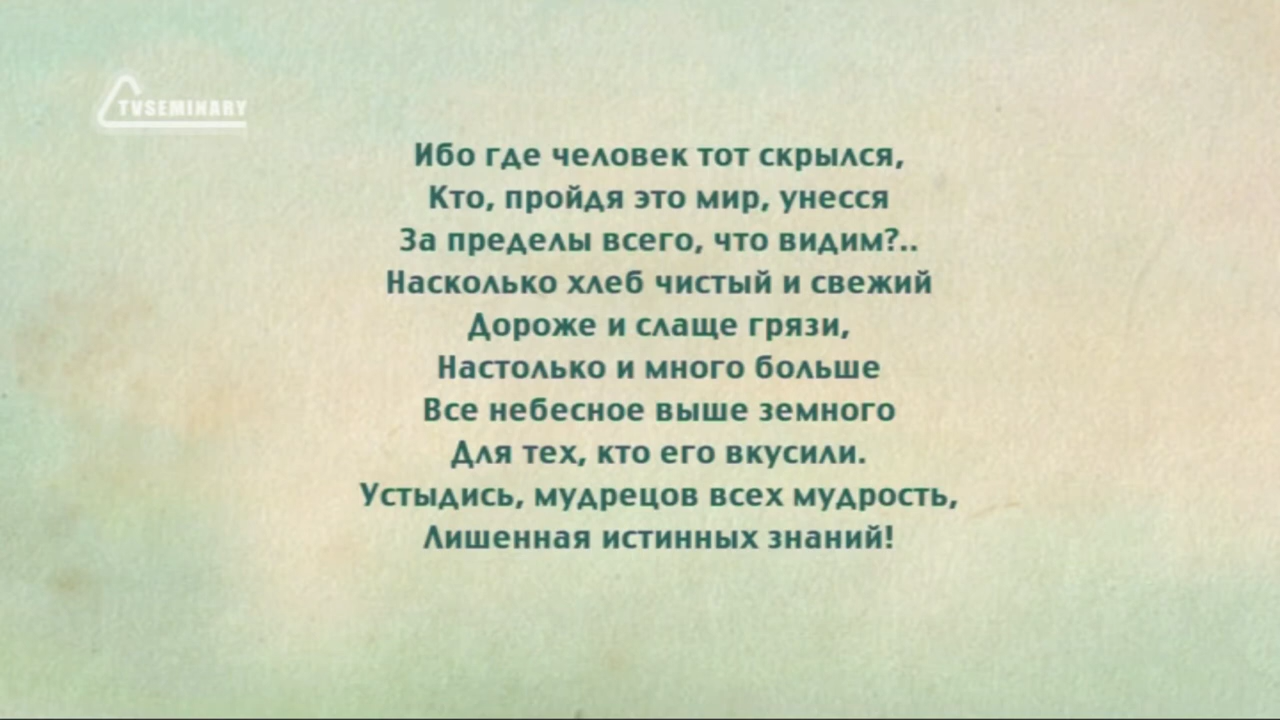 TVSEMINARY
Ибо где человек тот скрылся,
Кто, пройдя это мир, унесся
За пределы всего, что видим?..
Насколько хлеб чистый и свежий
Дороже и слаще грязи,
Настолько и много больше
Все небесное выше земного
Для тех, кто его вкусили.
Устыдись, мудрецов всех мудрость,
Лишенная истинных знаний!